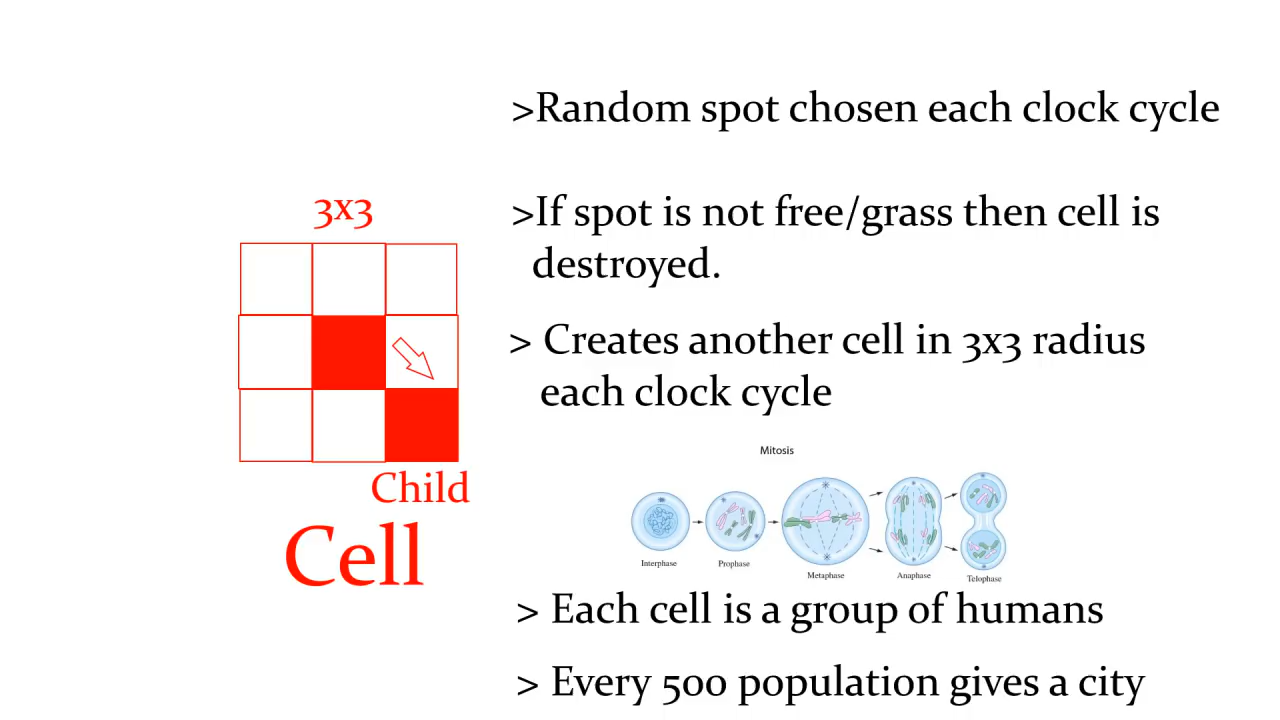 >Random spot chosen each clock cycle
3x3
>If spot is not free/grass then cell is
destroyed.
> Creates another cell in 3x3 radius
each clock cycle
Child
Cell
Mitosis
Interphase
Prophase
Metaphase
Anaphase
Telophase
> Each cell is a group of humans
> Every 500 population gives a city